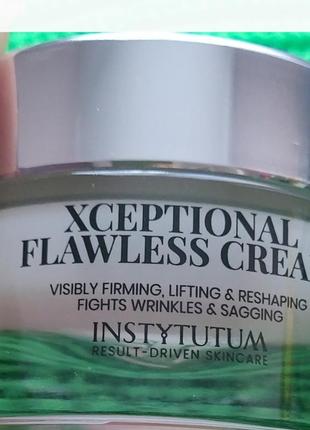 XCEPTIONAL
FLAWLESS CREA
VISIBLY FIRMING, LIFTING & RESHAPING
FIGHTS WRINKLES & SAGGING
INSTYTUTUM
RESULT-DRIVEN SKINCARE